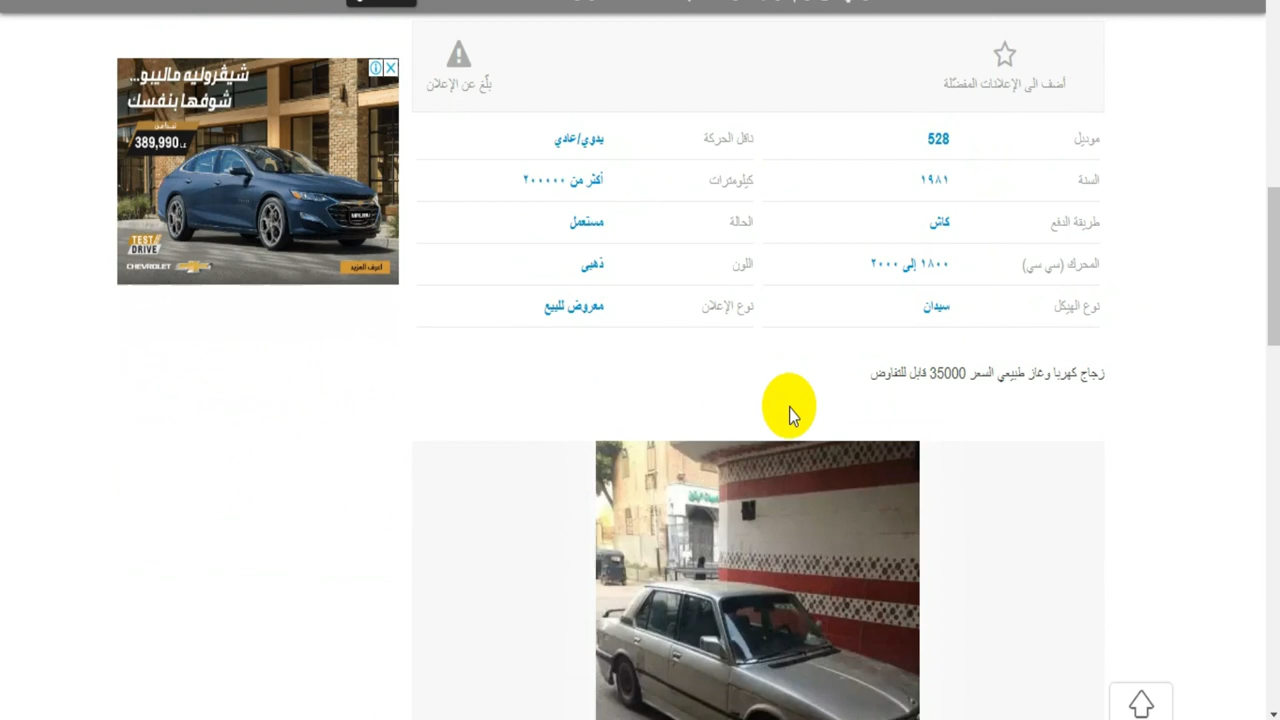 أضف الى الإعلانات المفضّلة
بلّغ عن الإعلان
موديل 528
ناقل الحركة يدوي/عادي
السنة ١٩٨١
كيلومترات أكثر من ٢٠٠٠٠٠
طريقة الدفع كاش
الحالة مستعمل
المحرك (سي سي) ١٨٠٠ إلى ٢٠٠٠
اللون ذهبى
نوع الهيكل سيدان
نوع الإعلان معروض للبيع
زجاج كهربا وغاز طبيعي السعر 35000 قابل للتفاوض
شيڤروليه ماليبو...
شوفها بنفسك
389,990
TEST
DRIVE
CHEVROLET
اعرف المزيد